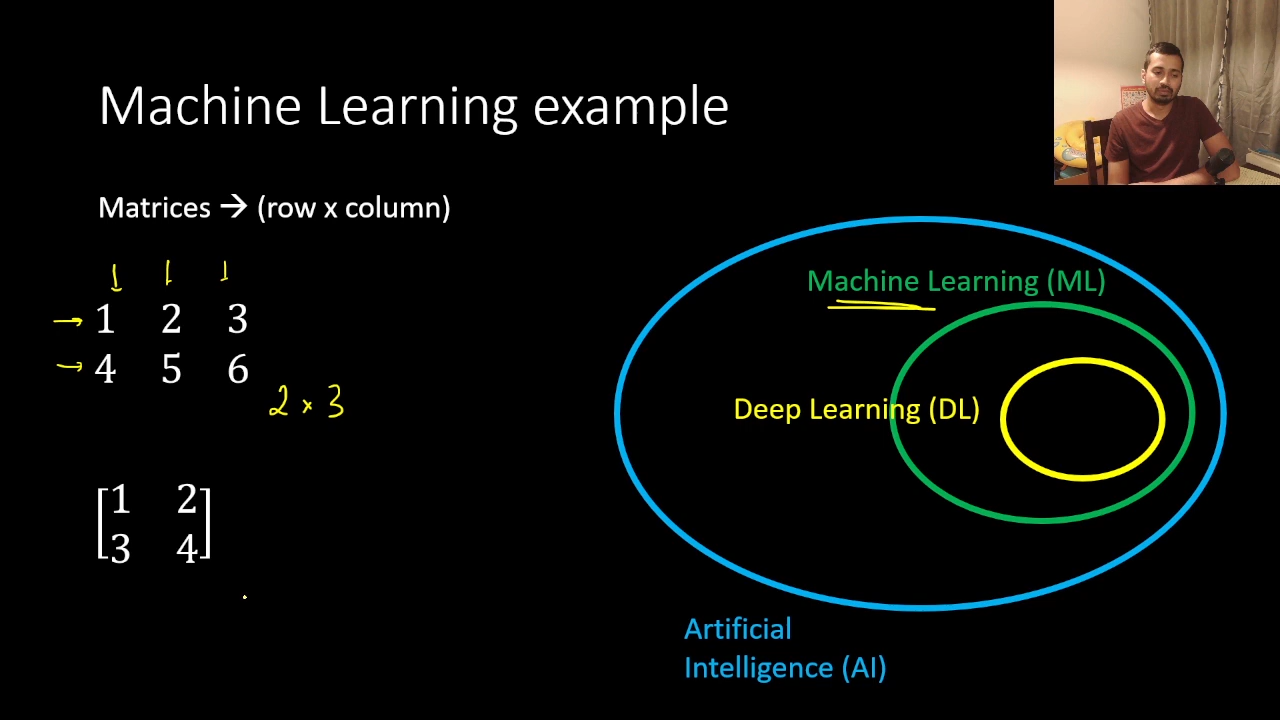 Machine Learning example
Matrices → (row x column)
1 2 3
4 5 6
2 × 3
1 2
3 4
Machine Learning (ML)
Deep Learning (DL)
Artificial
Intelligence (AI)